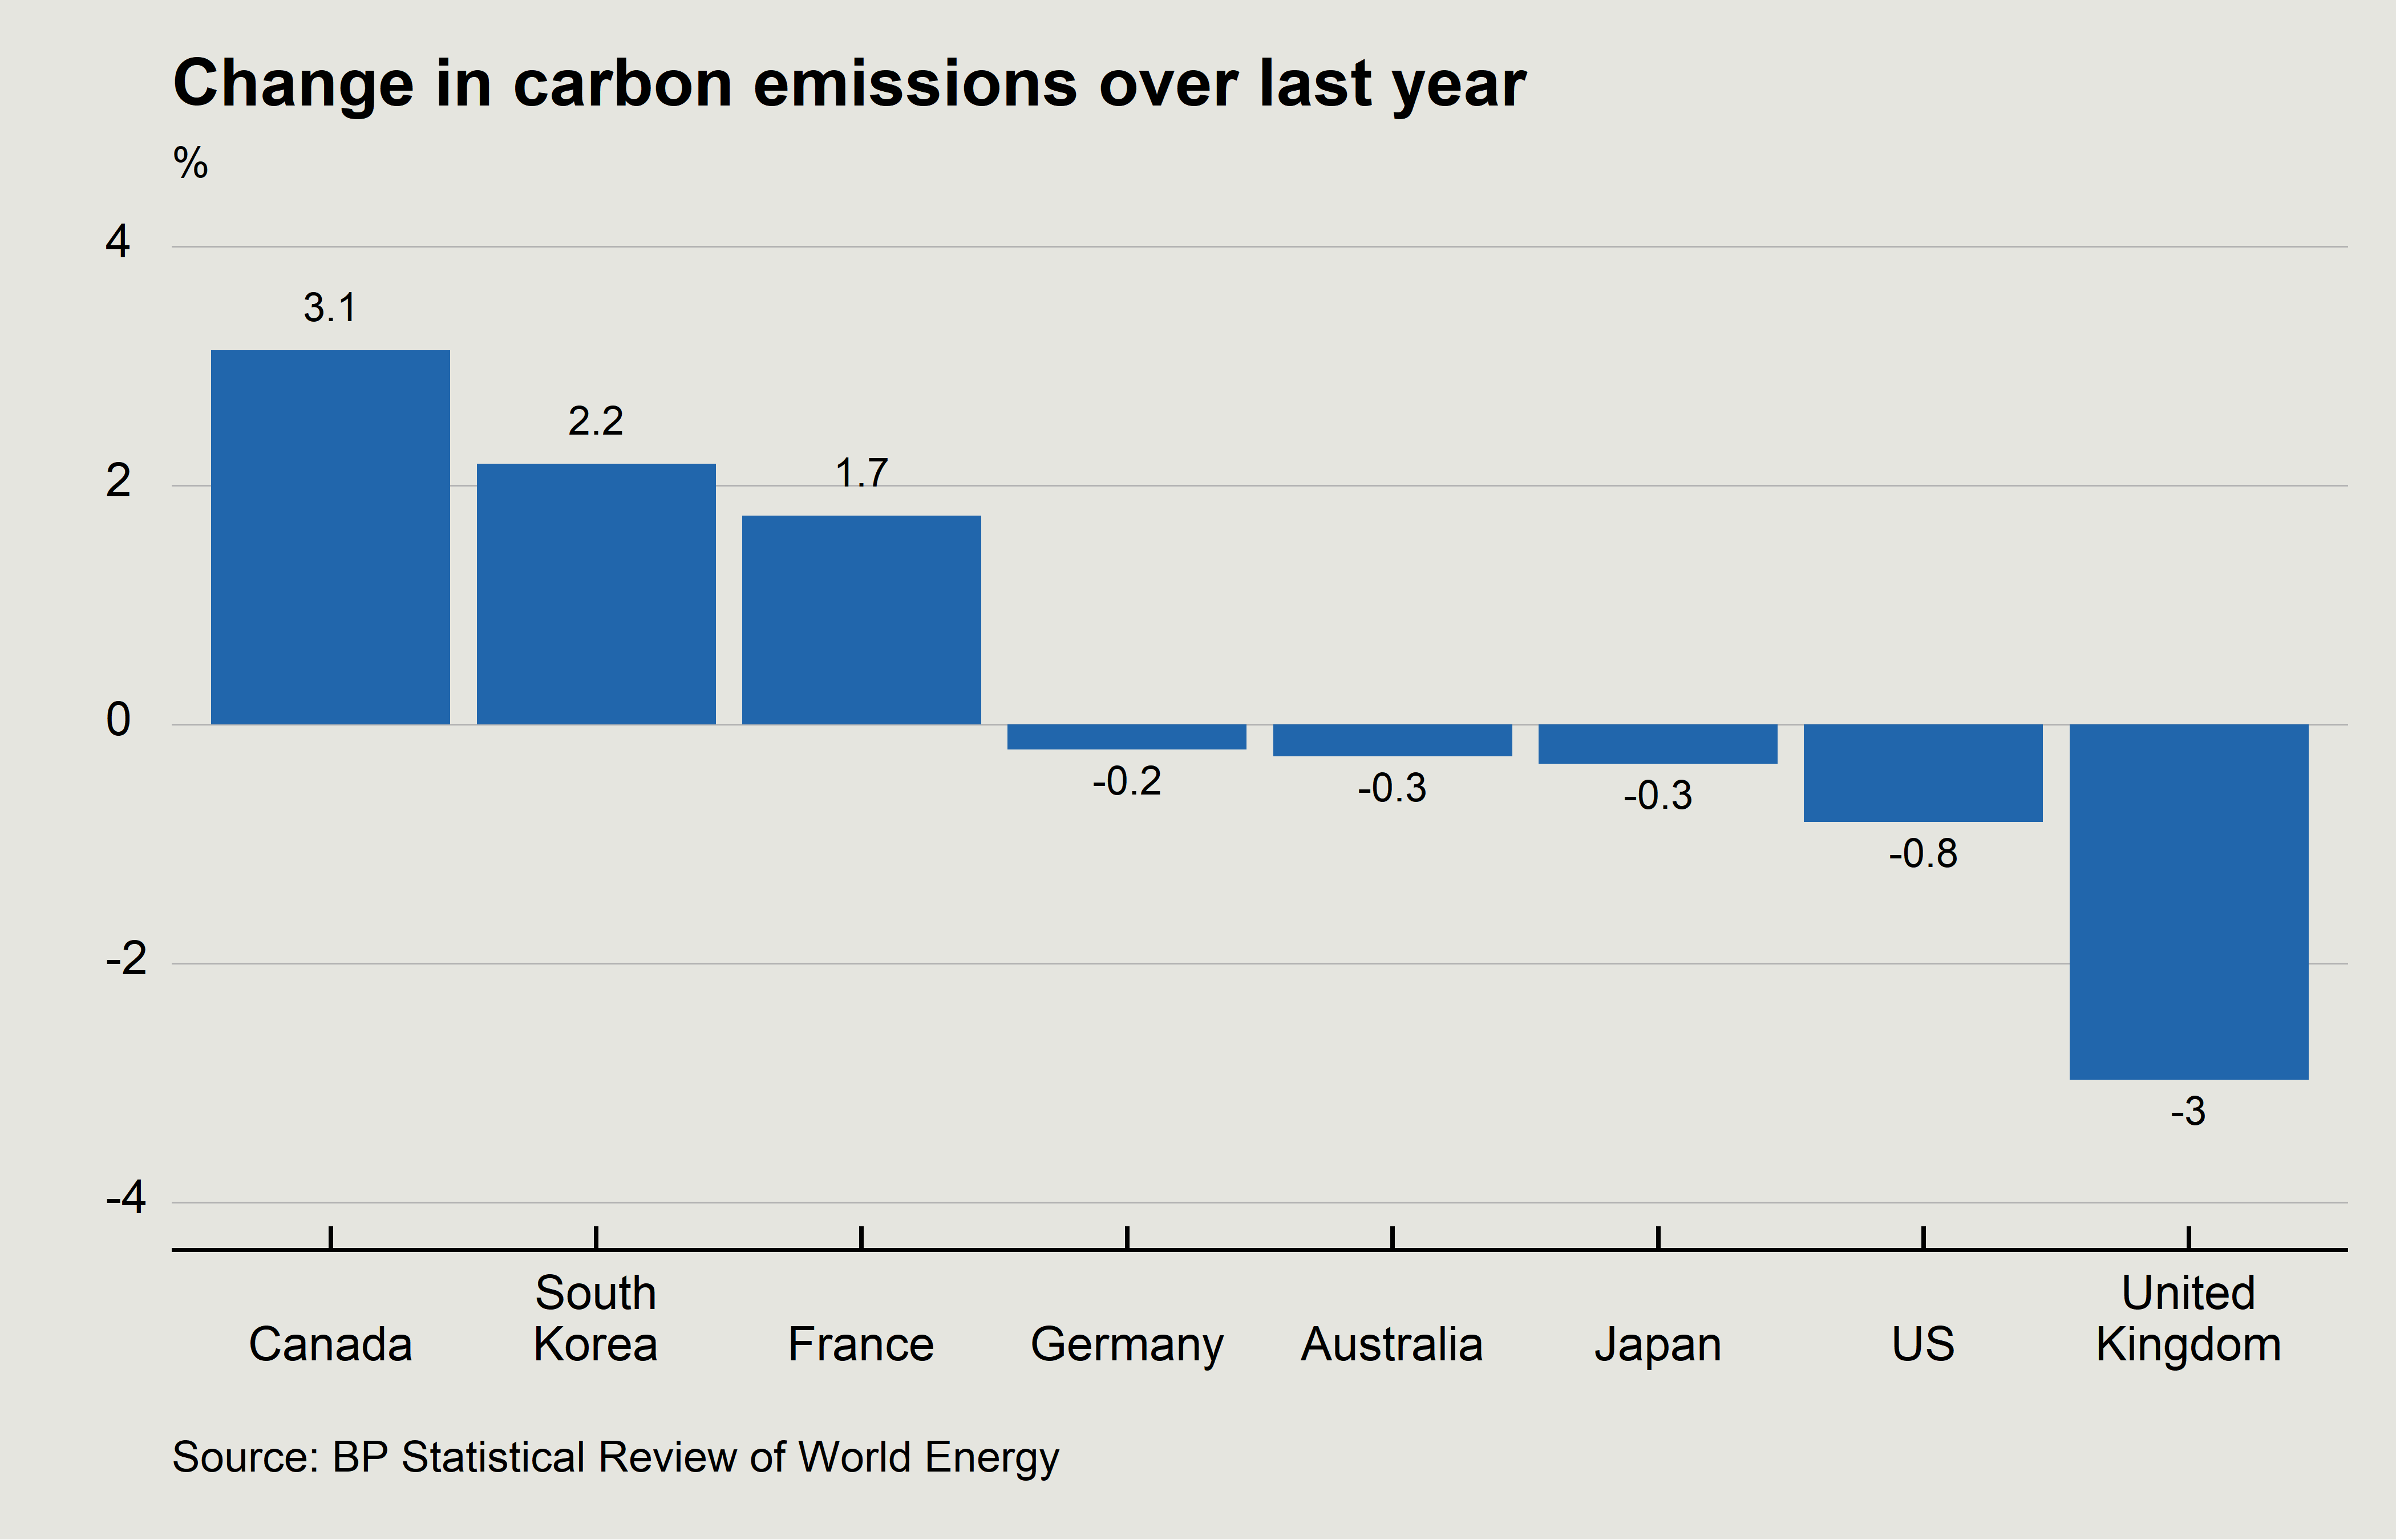 Change in carbon emissions over last year
%
4
3.1
2.2
1.7
2
0
-0.2
-0.3
-0.3
-0.8
-2
-3
-4
South
United
Canada
Korea
France
Germany
Australia
Japan
US
Kingdom
Source: BP Statistical Review of World Energy